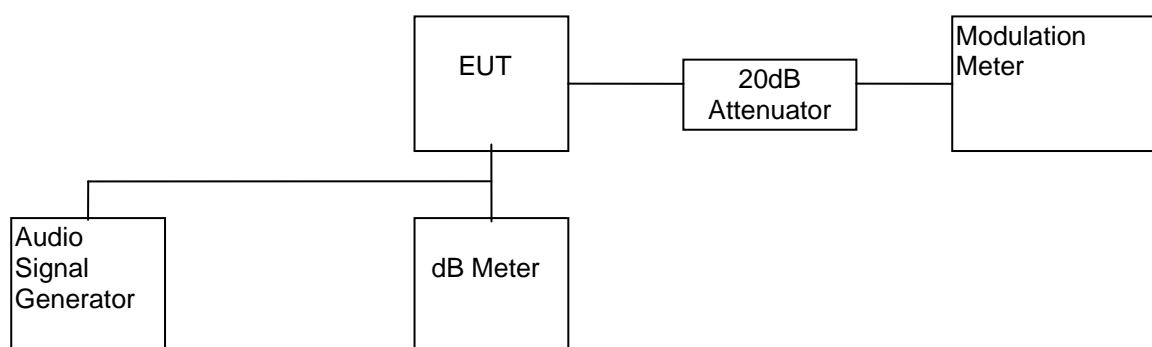 EUT
20dB
Attenuator
Modulation
Meter
Audio
Signal
Generator
dB Meter